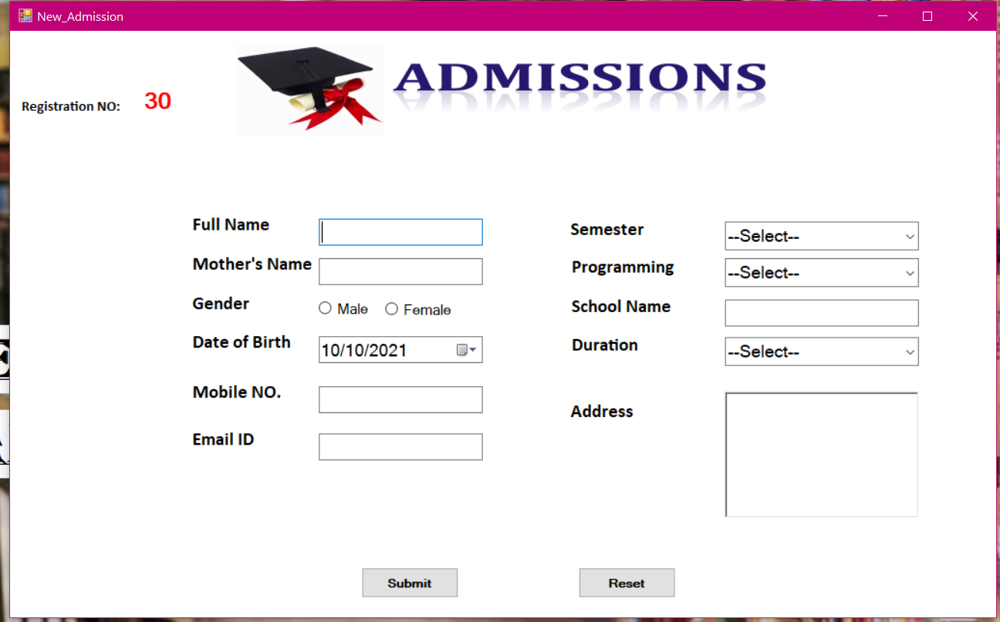 New_Admission
ADMISSIONS
Registration NO: 30
Full Name
Mother's Name
Gender
Male Female
Date of Birth
10/10/2021
Mobile NO.
Email ID
Semester
--Select--
Programming
--Select--
School Name
Duration
--Select--
Address
Submit
Reset